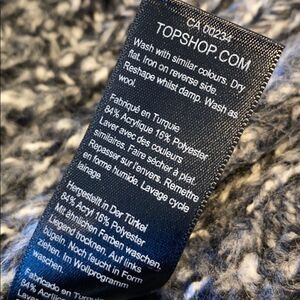 CA 00234
TOPSHOP.COM
Wash with similar colours. Dry
flat. Iron on reverse side.
Reshape whilst damp. Wash as
wool.
Fabriqué en Turquie
84% Acrylique 16% Polyester
Laver avec des couleurs
similaires. Faire sécher à plat.
Repasser sur l'envers. Remettre
en forme humide. Lavage cycle
lainage.
Hergestellt in Der Türkei
84% Acryl 16% Polyester
Mit ähnlichen Farben waschen.
Liegend trocknen. Auf links
bügeln. Noch feucht in Form
ziehen. Im Wollprogramm
waschen.
Fabricado en Turquía
84% Acrílico